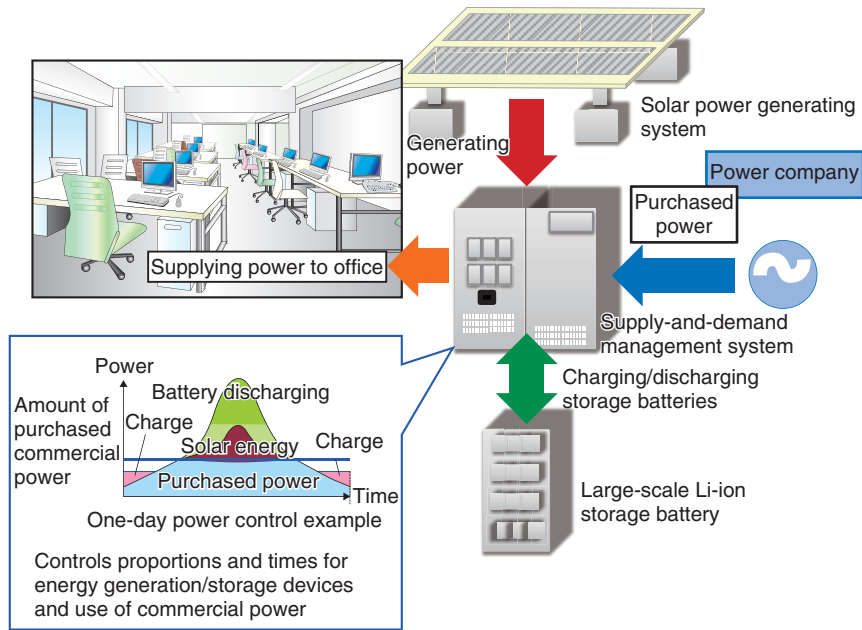 Solar power generating
system
Generating
power
Power company
Purchased
power
Supplying power to office
Supply-and-demand
management system
Charging/discharging
storage batteries
Large-scale Li-ion
storage battery
Power
Battery discharging
Amount of
purchased
commercial
power
Charge
Solar energy
Charge
Purchased power
Time
One-day power control example
Controls proportions and times for
energy generation/storage devices
and use of commercial power